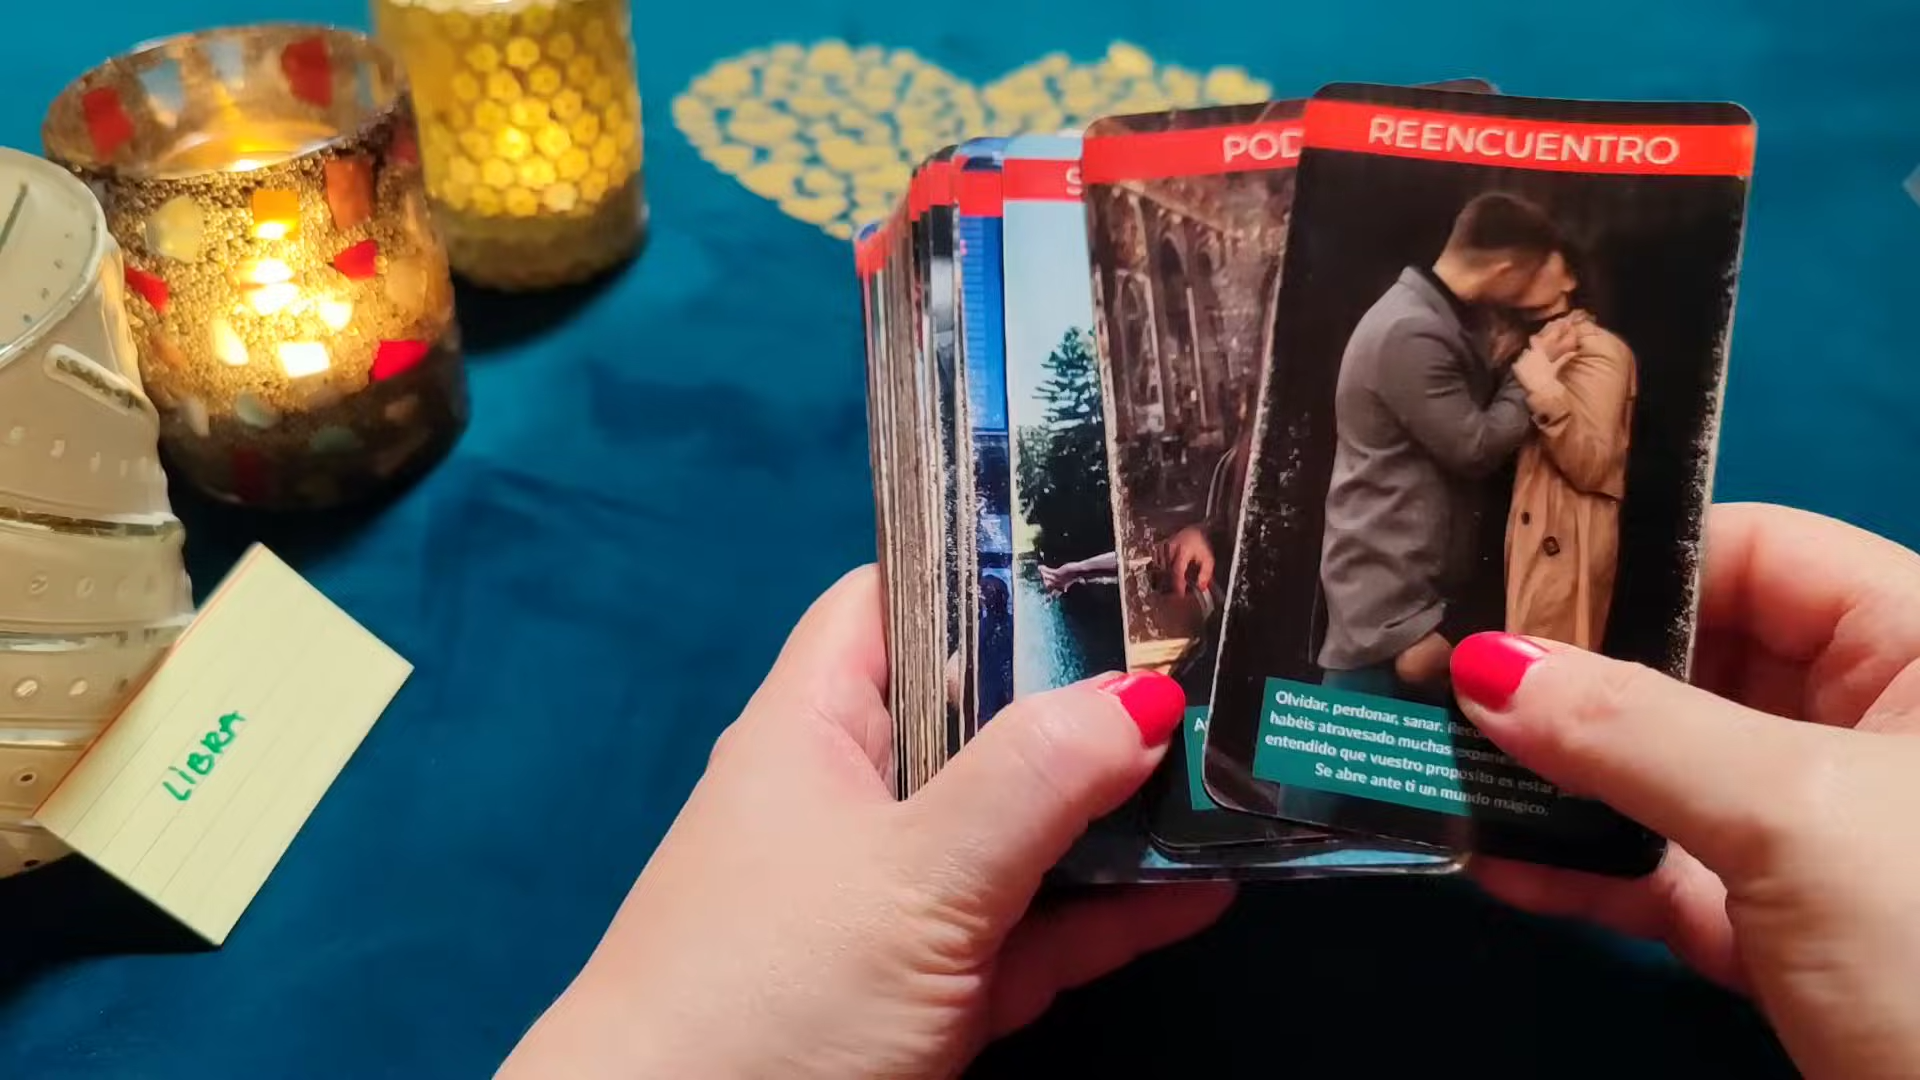 REENCUENTRO
POD
S
Olvidar, perdonar, sanar.
habéis atravesado muchas
entendido que vuestro propósito es estar
Se abre ante ti un mundo mágico.
A
LiBRA